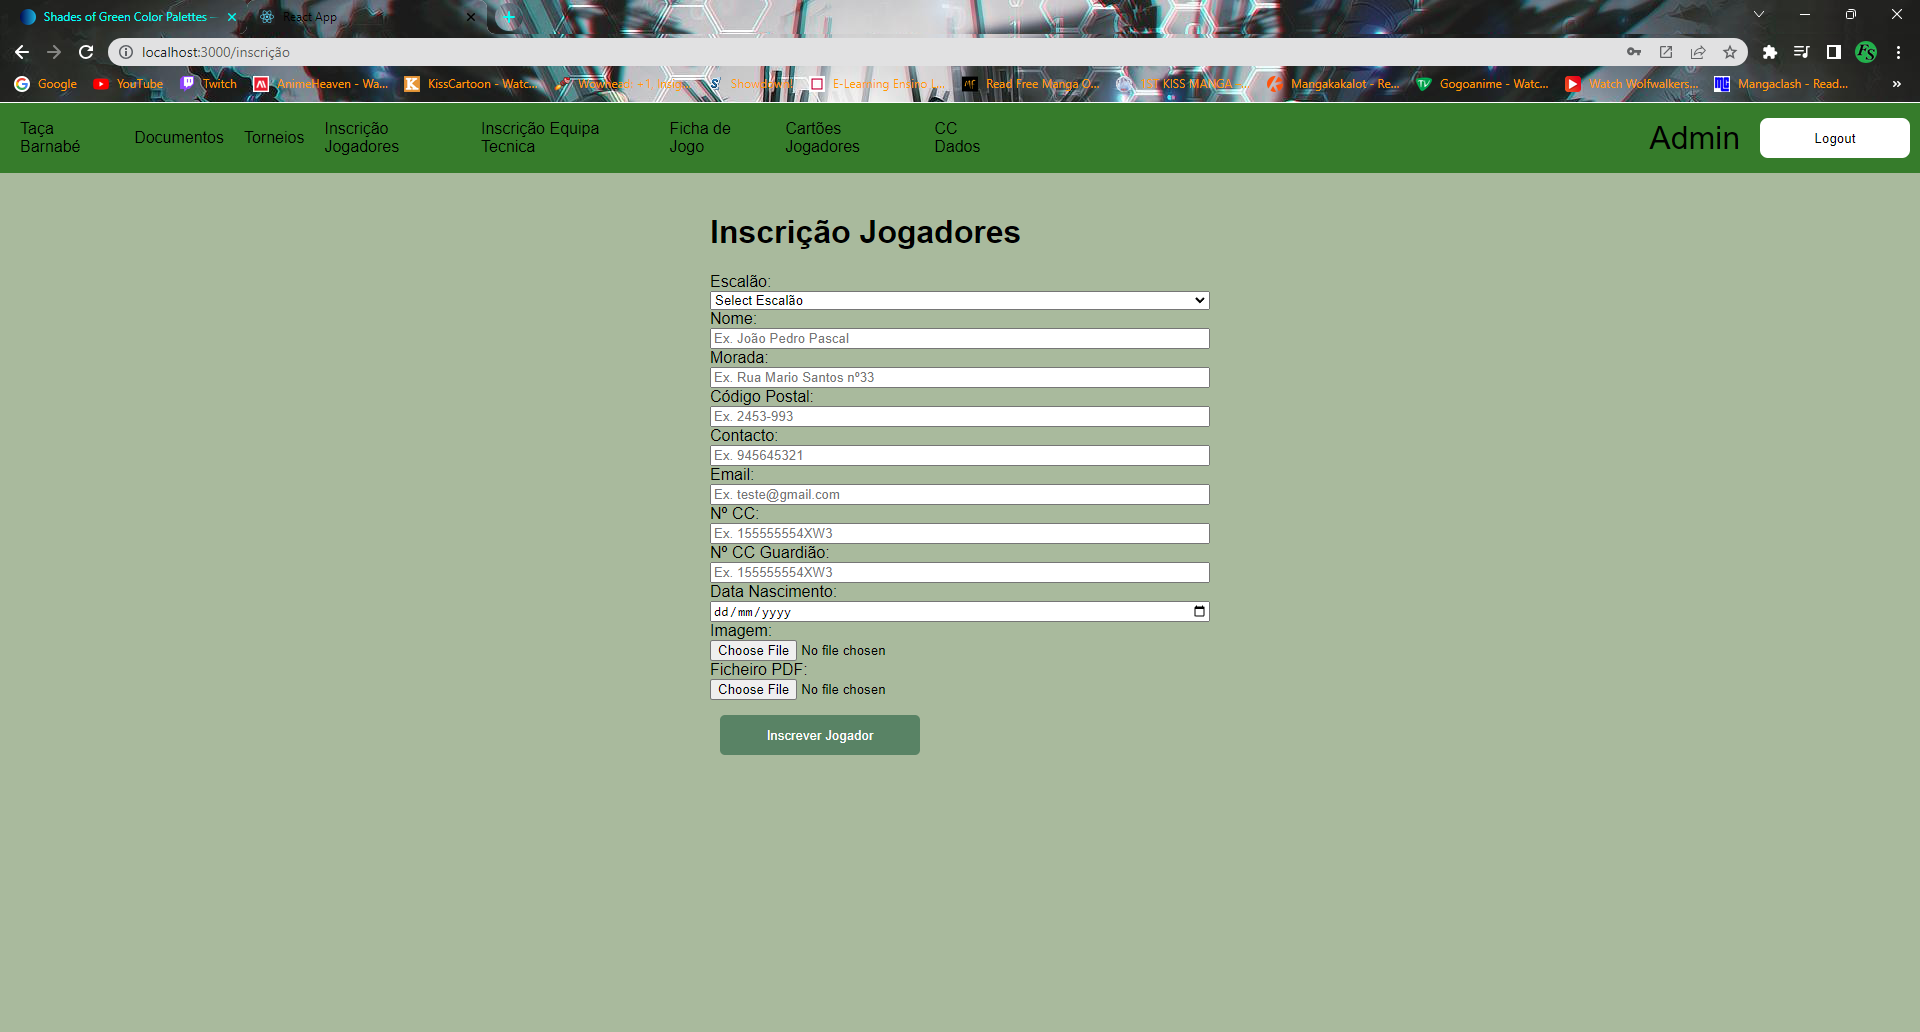 Shades of Green Color Palettes
React App
localhost:3000/inscrição
Google
YouTube
Twitch
AnimeHeaven - Wa...
KissCartoon - Watc...
Wowhead: +1; Insig...
Showdown!
E-Learning Ensino I...
Read Free Manga O...
1ST KISS MANGA -
Mangakakalot - Re...
Gogoanime - Watc...
Watch Wolfwalkers...
Mangaclash - Read...
»
Taça
Barnabé
Documentos
Torneios
Inscrição
Jogadores
Inscrição Equipa
Tecnica
Ficha de
Jogo
Cartões
Jogadores
CC
Dados
Admin
Logout
Inscrição Jogadores
Escalão:
Select Escalão
Nome:
Ex. João Pedro Pascal
Morada:
Ex. Rua Mario Santos nº33
Código Postal:
Ex. 2453-993
Contacto:
Ex. 945645321
Email:
Ex. teste@gmail.com
Nº CC:
Ex. 155555554XW3
Nº CC Guardião:
Ex. 155555554XW3
Data Nascimento:
dd/mm/yyyy
Imagem:
Choose File No file chosen
Ficheiro PDF:
Choose File No file chosen
Inscrever Jogador